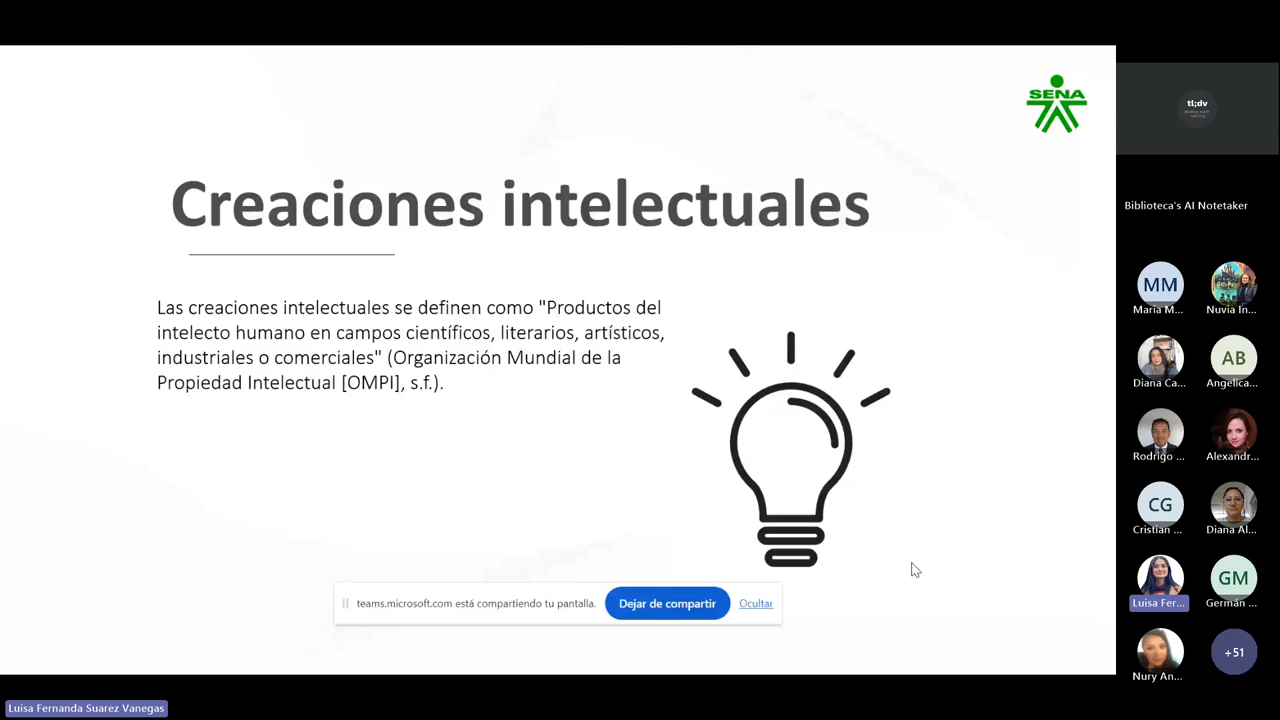 SENA
Creaciones intelectuales
Las creaciones intelectuales se definen como "Productos del
intelecto humano en campos científicos, literarios, artísticos,
industriales o comerciales" (Organización Mundial de la
Propiedad Intelectual [OMPI], s.f.).
teams.microsoft.com está compartiendo tu pantalla.
Dejar de compartir
Ocultar
tl;dv
Biblioteca's AI Notetaker
MM
Maria M...
Nuvia In...
Diana Ca...
AB
Angelica...
Rodrigo ...
Alexandr...
CG
Cristian ...
Diana Al...
Luisa Fer...
GM
Germán ...
Nury An...
+51
Luisa Fernanda Suarez Vanegas